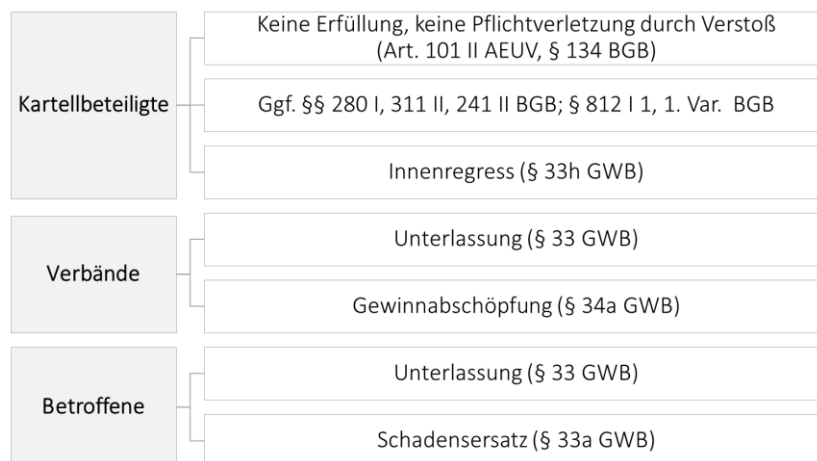 Kartellbeteiligte
Keine Erfüllung, keine Pflichtverletzung durch Verstoß
(Art. 101 II AEUV, § 134 BGB)
Ggf. §§ 280 I, 311 II, 241 II BGB; § 812 I 1, 1. Var. BGB
Innenregress (§ 33h GWB)
Verbände
Unterlassung (§ 33 GWB)
Gewinnabschöpfung (§ 34a GWB)
Betroffene
Unterlassung (§ 33 GWB)
Schadensersatz (§ 33a GWB)